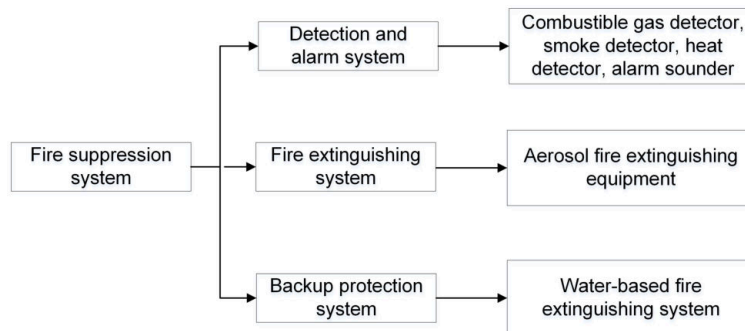 Detection and
alarm system
Combustible gas detector,
smoke detector, heat
detector, alarm sounder
Fire suppression
system
Fire extinguishing
system
Aerosol fire extinguishing
equipment
Backup protection
system
Water-based fire
extinguishing system